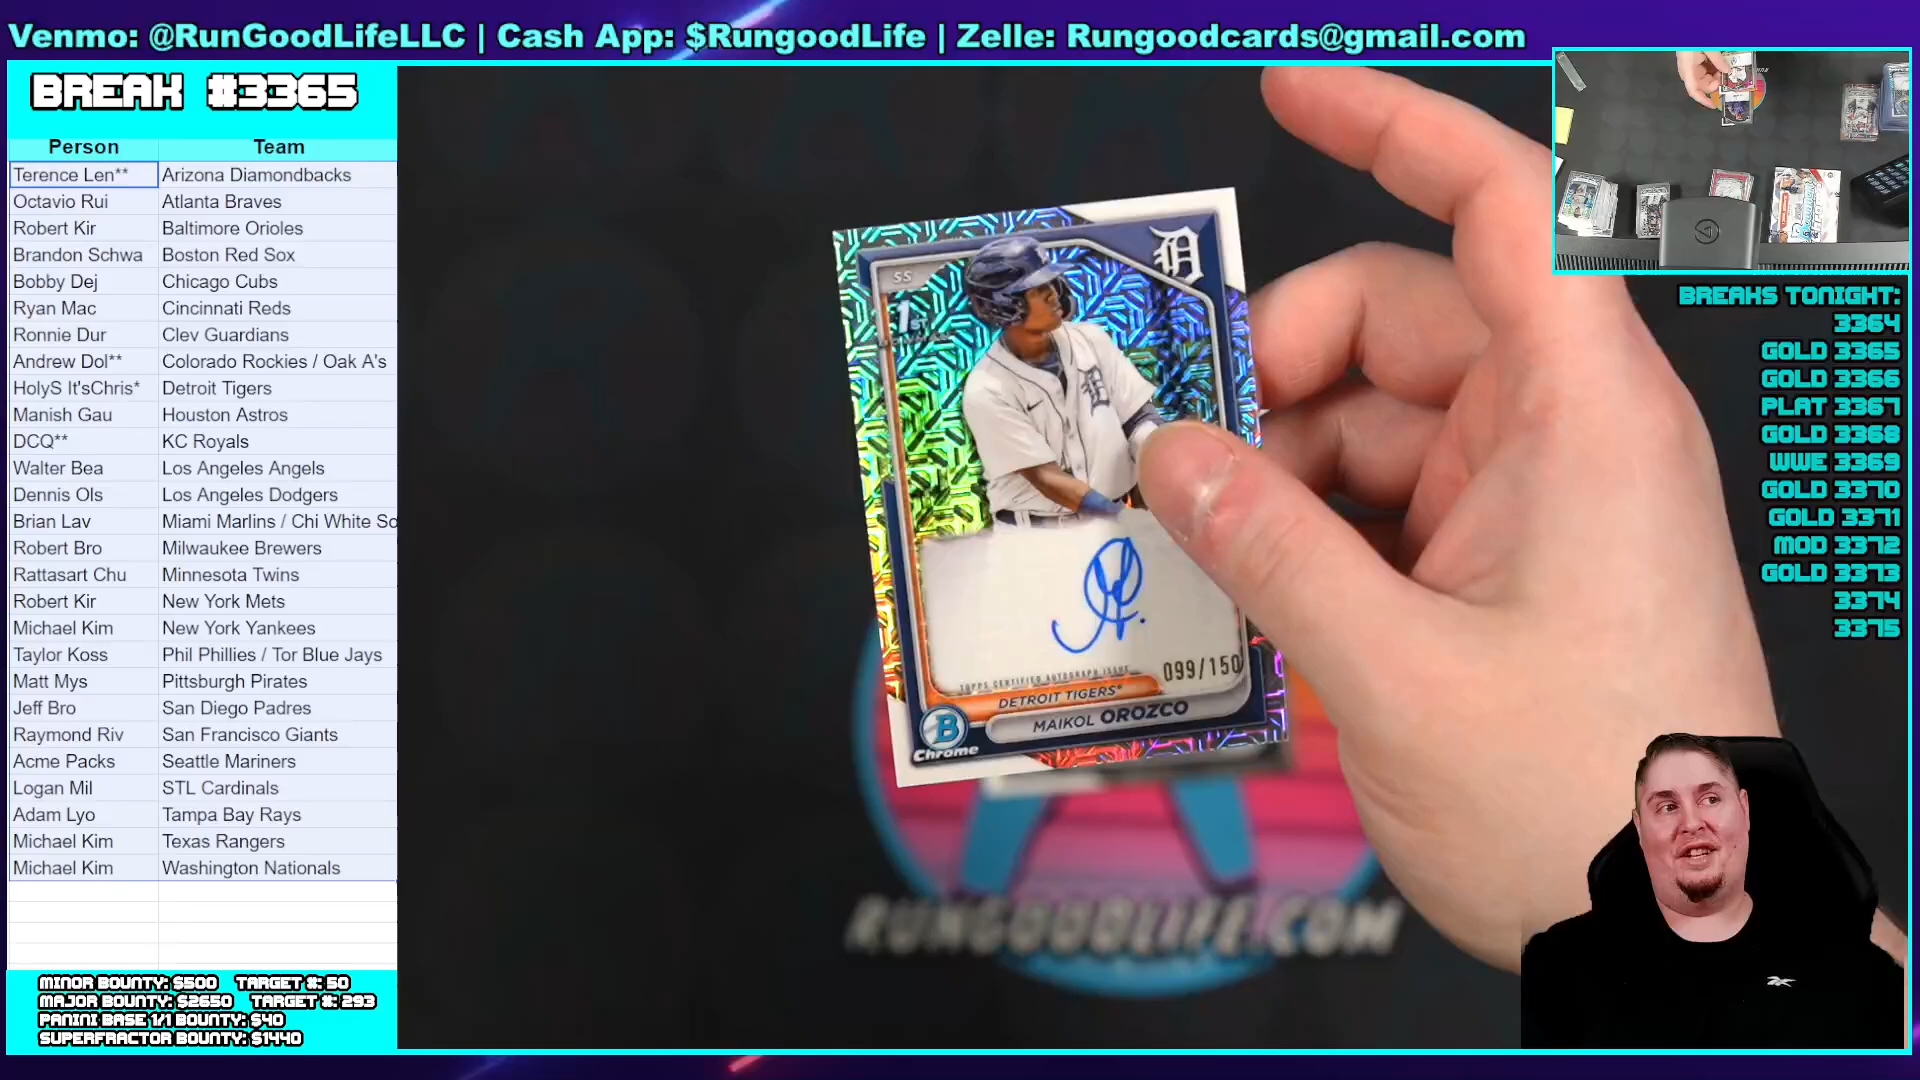 Venmo: @RunGoodLifeLLC | Cash App: $RungoodLife | Zelle: Rungoodcards@gmail.com
BREAK #3365
Person Team
Terence Len** Arizona Diamondbacks
Octavio Rui Atlanta Braves
Robert Kir Baltimore Orioles
Brandon Schwa Boston Red Sox
Bobby Dej Chicago Cubs
Ryan Mac Cincinnati Reds
Ronnie Dur Clev Guardians
Andrew Dol** Colorado Rockies / Oak A's
HolyS It'sChris* Detroit Tigers
Manish Gau Houston Astros
DCQ** KC Royals
Walter Bea Los Angeles Angels
Dennis Ols Los Angeles Dodgers
Brian Lav Miami Marlins / Chi White So
Robert Bro Milwaukee Brewers
Rattasart Chu Minnesota Twins
Robert Kir New York Mets
Michael Kim New York Yankees
Taylor Koss Phil Phillies / Tor Blue Jays
Matt Mys Pittsburgh Pirates
Jeff Bro San Diego Padres
Raymond Riv San Francisco Giants
Acme Packs Seattle Mariners
Logan Mil STL Cardinals
Adam Lyo Tampa Bay Rays
Michael Kim Texas Rangers
Michael Kim Washington Nationals
MINOR BOUNTY: $500 TARGET #: 50
MAJOR BOUNTY: $2650 TARGET #: 293
PANINI BASE 1/1 BOUNTY: $40
SUPERFRACTOR BOUNTY: $1440
SS
1ST
BOWMAN
D
D
TOPPS CERTIFIED AUTOGRAPH ISSUE
099/150
DETROIT TIGERS
MAIKOL OROZCO
B
Chrome
RUNGOODLIFE.COM
BREAKS TONIGHT:
3364
GOLD 3365
GOLD 3366
PLAT 3367
GOLD 3368
WWE 3369
GOLD 3370
GOLD 3371
MOD 3372
GOLD 3373
3374
3375